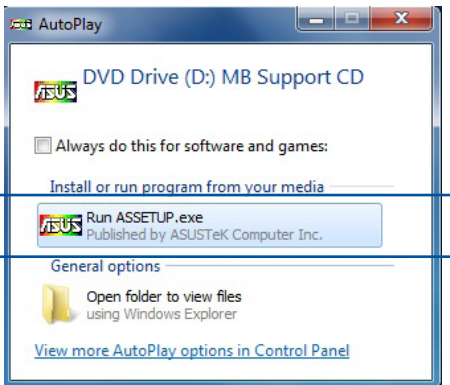 ASUS AutoPlay
ASUS DVD Drive (D:) MB Support CD
Always do this for software and games:
Install or run program from your media
ASUS Run ASSETUP.exe
Published by ASUSTeK Computer Inc.
General options
Open folder to view files
using Windows Explorer
View more AutoPlay options in Control Panel